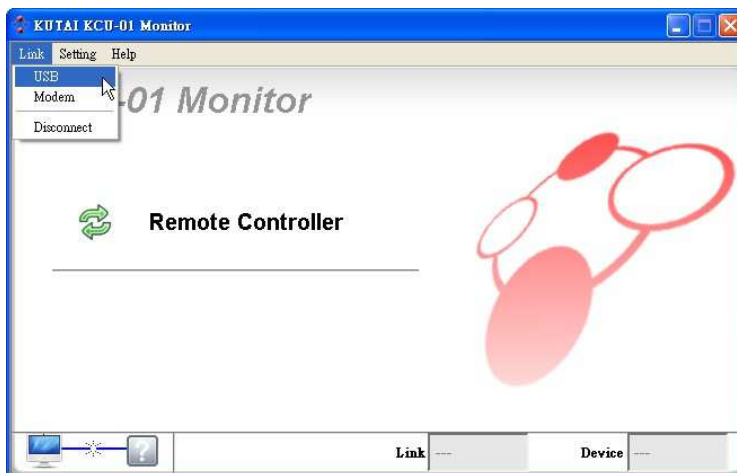 KUTAI KCU-01 Monitor
Link Setting Help
USB
Modem
Disconnect
-01 Monitor
Remote Controller
?
Link --- Device ---